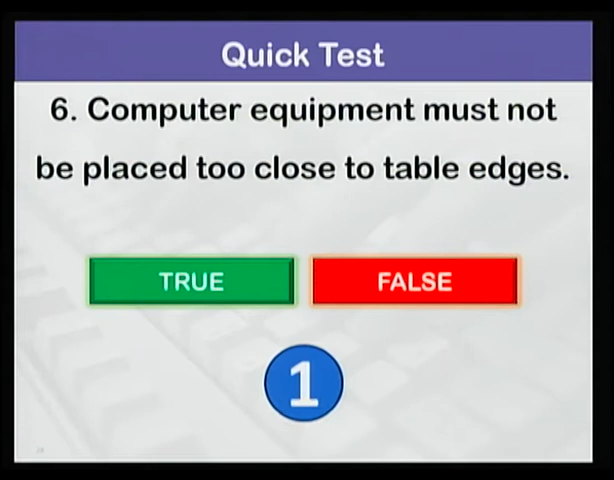 Quick Test
6. Computer equipment must not
be placed too close to table edges.
TRUE
FALSE
1